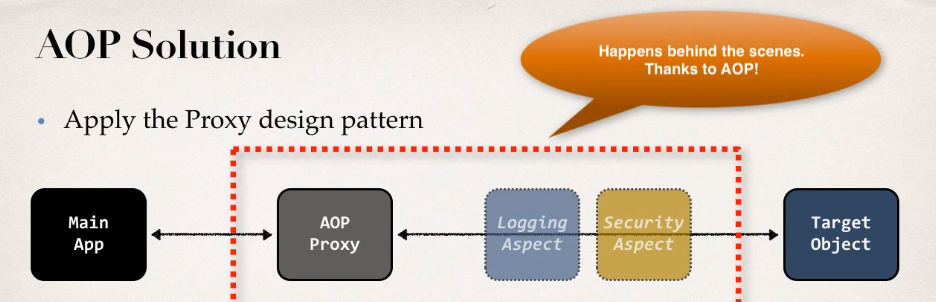 AOP Solution
Happens behind the scenes.
Thanks to AOP!
• Apply the Proxy design pattern
Main
App
AOP
Proxy
Logging
Aspect
Security
Aspect
Target
Object